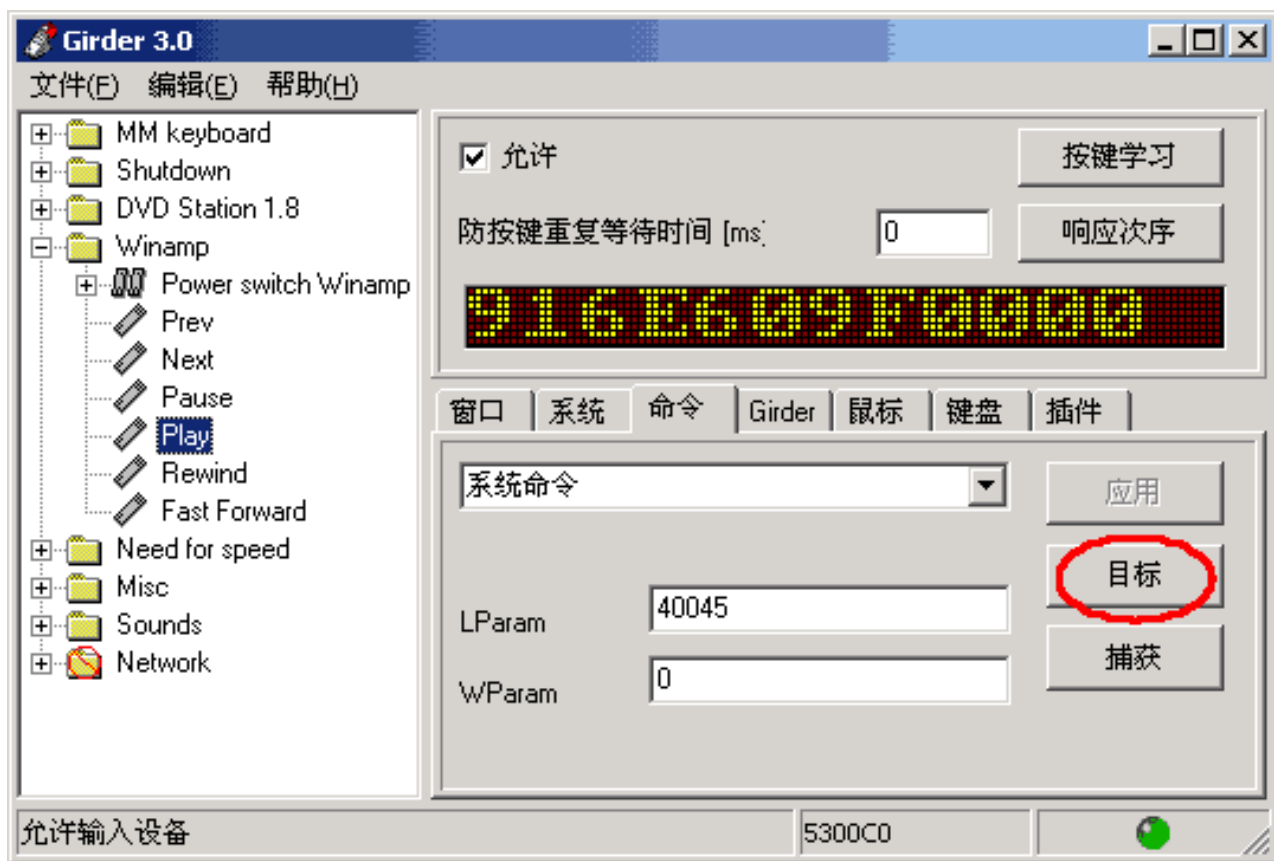 Girder 3.0
文件(F) 编辑(E) 帮助(H)
MM keyboard
Shutdown
DVD Station 1.8
Winamp
Power switch Winamp
Prev
Next
Pause
Play
Rewind
Fast Forward
Need for speed
Misc
Sounds
Network
允许
按键学习
防按键重复等待时间 [ms]
0
响应次序
916E609F0000
窗口 系统 命令 Girder 鼠标 键盘 插件
系统命令
应用
目标
LParam
40045
捕获
WParam
0
允许输入设备
5300C0